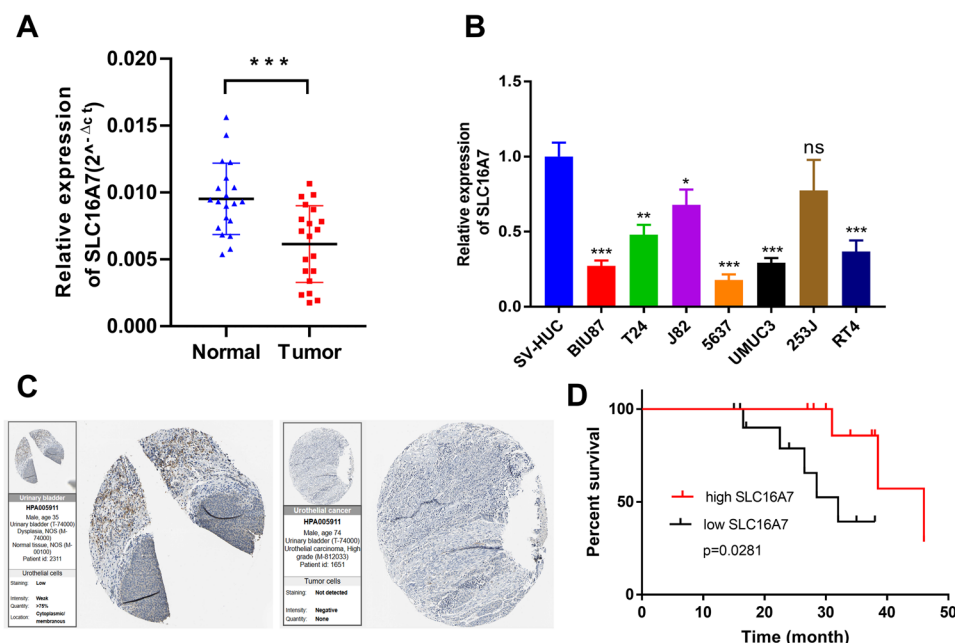 A
Relative expression
of SLC16A7(2^-Δct)
0.020
0.015
0.010
0.005
0.000
***
Normal
Tumor
B
Relative expression
of SLC16A7
1.5
1.0
0.5
0.0
***
**
*
***
***
ns
***
SV-HUC
BIU87
T24
J82
5637
UMUC3
253J
RT4
C
Urinary bladder
HPA005911
Male, age 35
Urinary bladder (T-74000)
Dysplasia, NOS (M-
74000)
Normal tissue, NOS (M-
00100)
Patient id: 2311
Urothelial cells
Staining: Low
Intensity: Weak
Quantity: >75%
Location: Cytoplasmic/
membranous
Urothelial cancer
HPA005911
Male, age 74
Urinary bladder (T-74000)
Urothelial carcinoma, High
grade (M-812033)
Patient id: 1651
Tumor cells
Staining: Not detected
Intensity: Negative
Quantity: None
D
Percent survival
100
50
0
high SLC16A7
low SLC16A7
p=0.0281
0
10
20
30
40
50
Time (month)